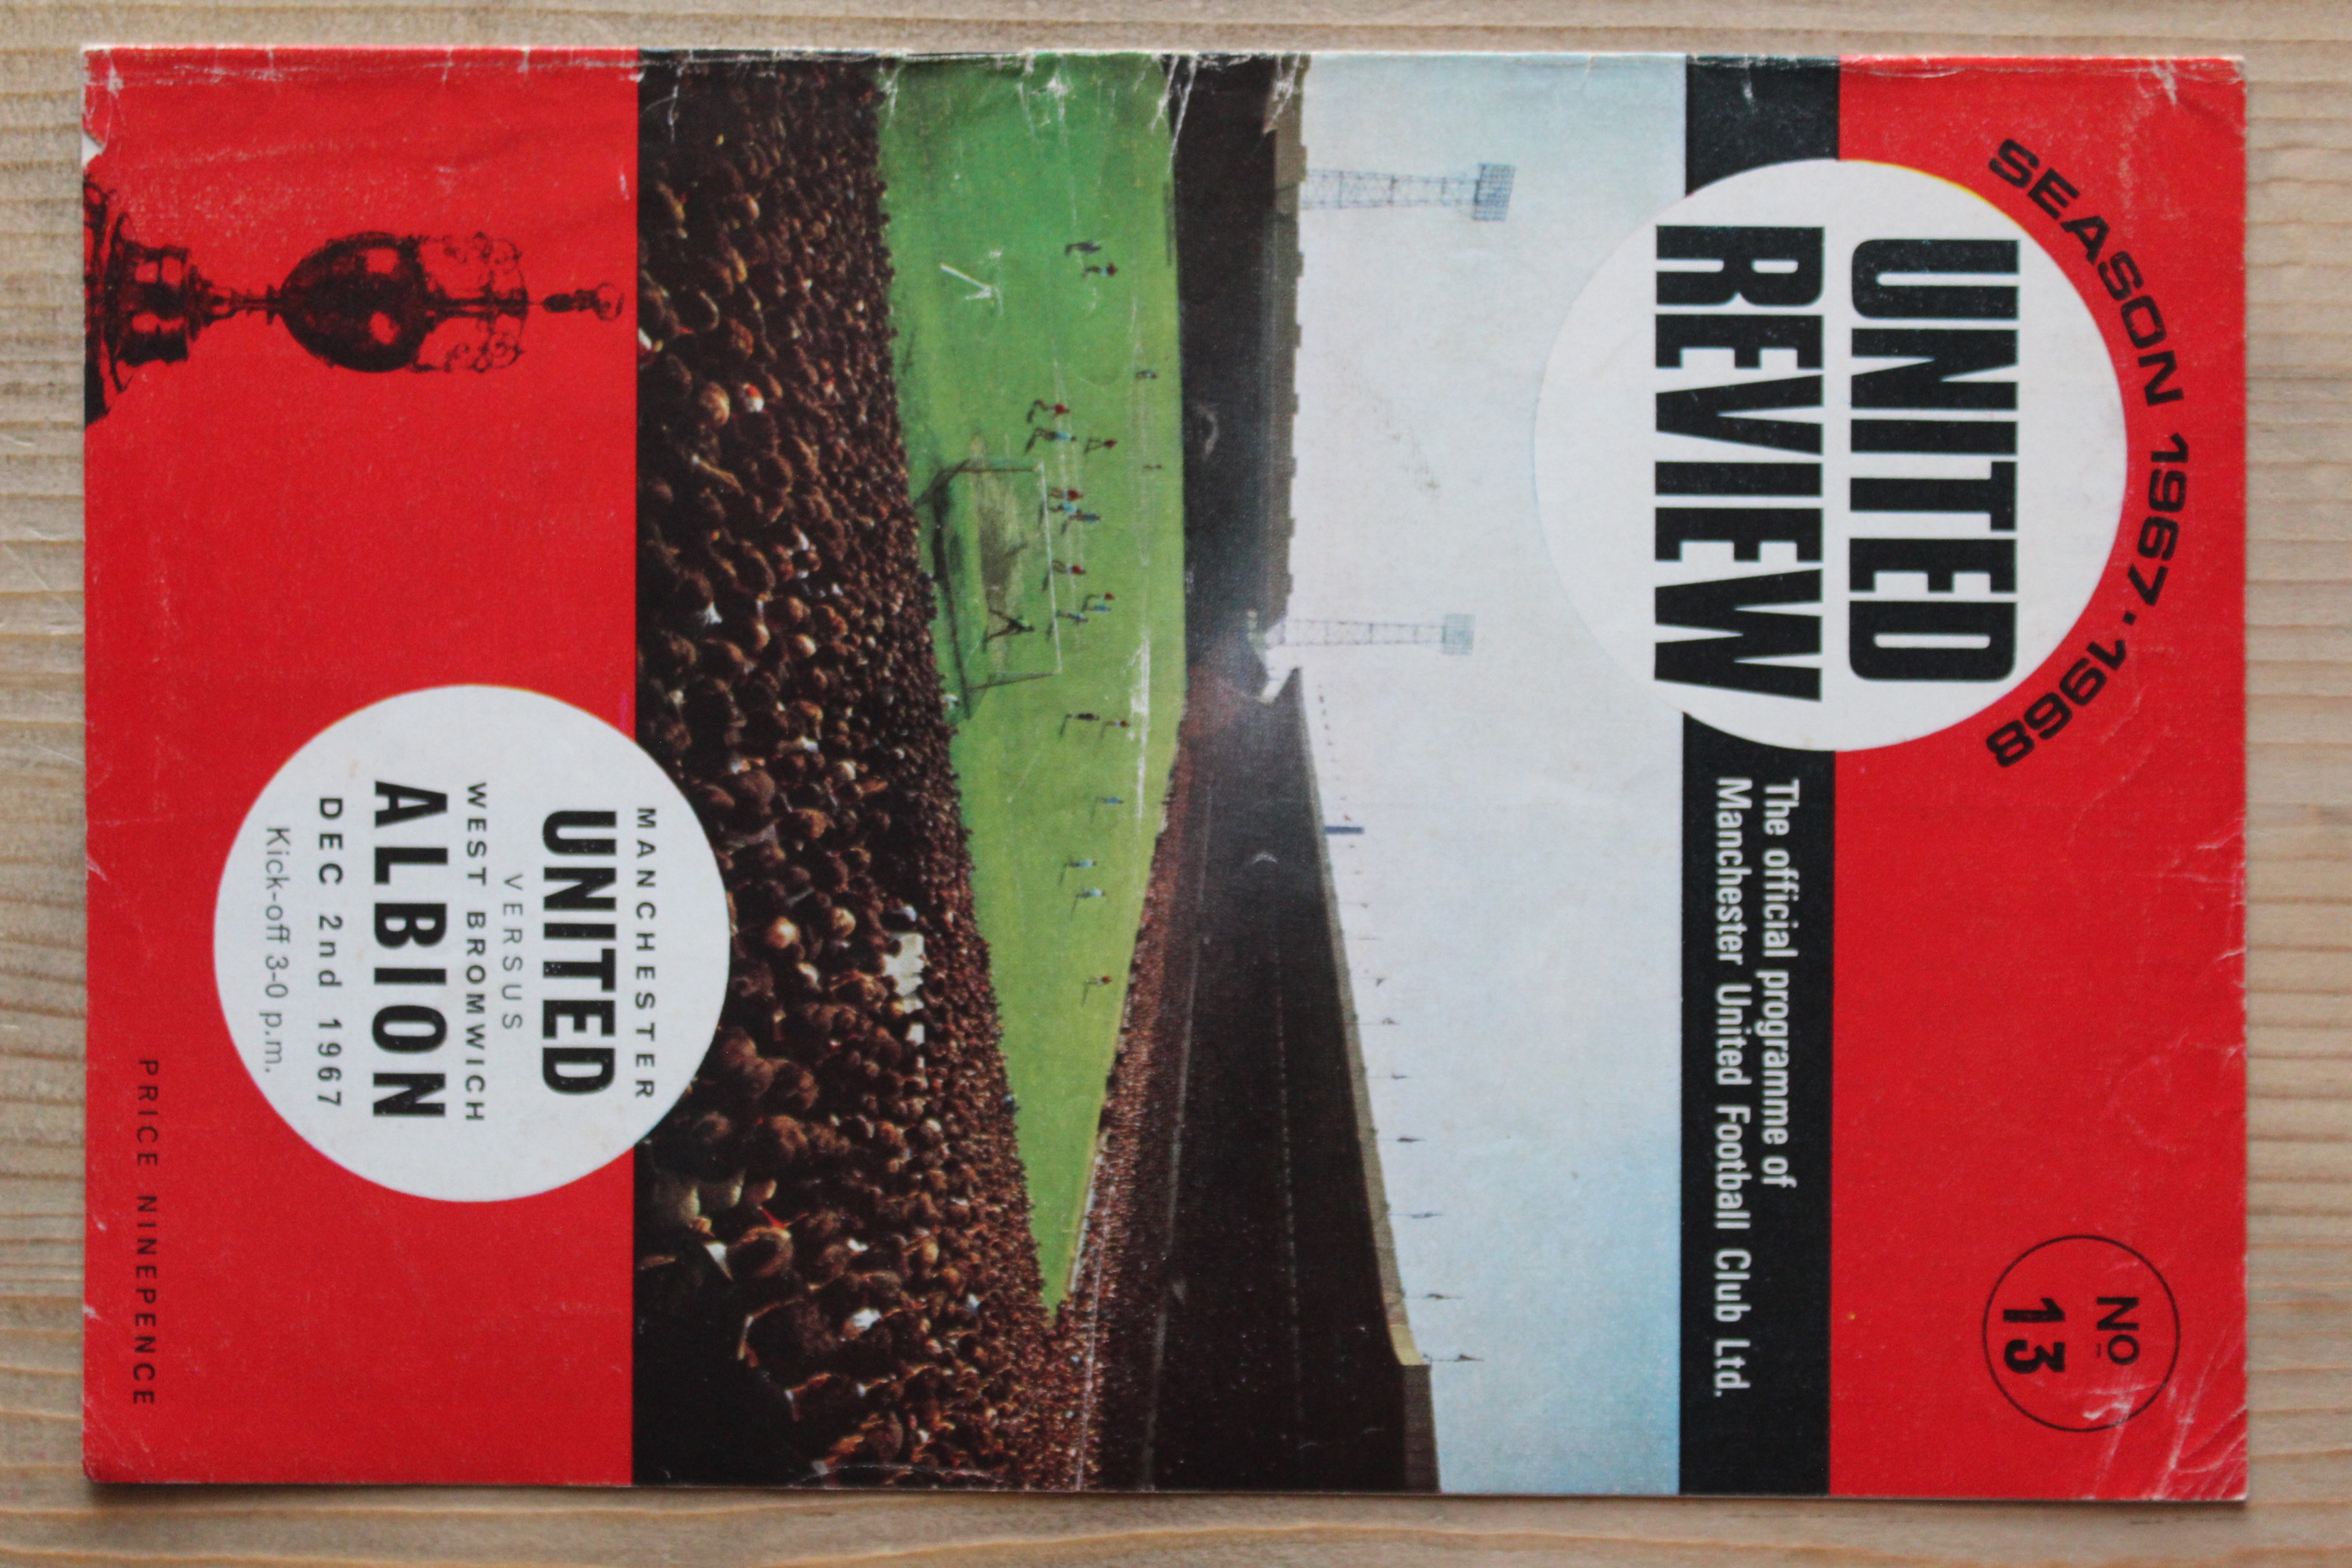 SEASON 1967··1968
UNITED
REVIEW
No
13
The official programme of
Manchester United Football Club Ltd.
MANCHESTER
UNITED
VERSUS
WEST BROMWICH
ALBION
DEC 2nd 1967
Kick-off 3-0 p.m.
PRICE NINEPENCE